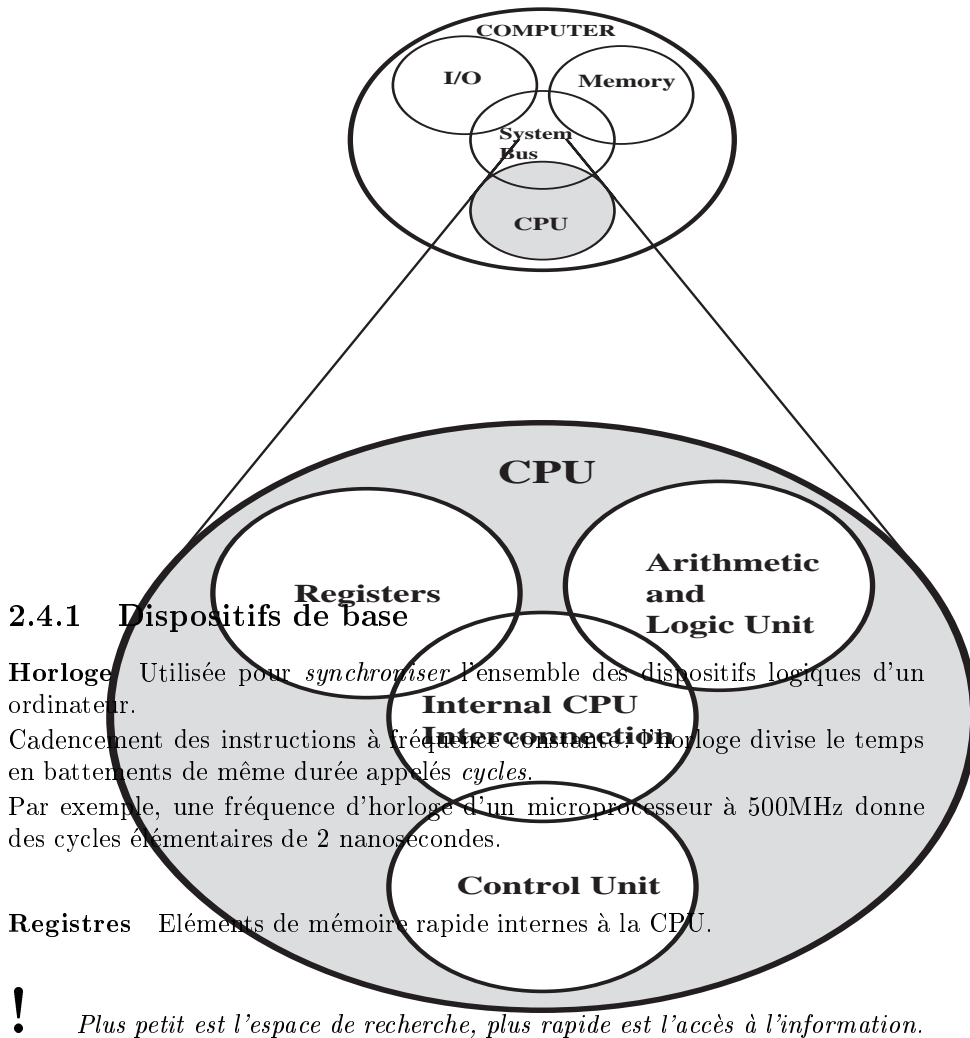 COMPUTER
I/O
Memory
System
Bus
CPU
CPU
Registers
Arithmetic
and
Logic Unit
Internal CPU
Interconnection
Control Unit
2.4.1 Dispositifs de base
Horloge Utilisée pour synchroniser l'ensemble des dispositifs logiques d'un
ordinateur.
Cadencement des instructions à fréquence constante: l'horloge divise le temps
en battements de même durée appelés cycles.
Par exemple, une fréquence d'horloge d'un microprocesseur à 500MHz donne
des cycles élémentaires de 2 nanosecondes.
Registres Eléments de mémoire rapide internes à la CPU.
! Plus petit est l'espace de recherche, plus rapide est l'accès à l'information.